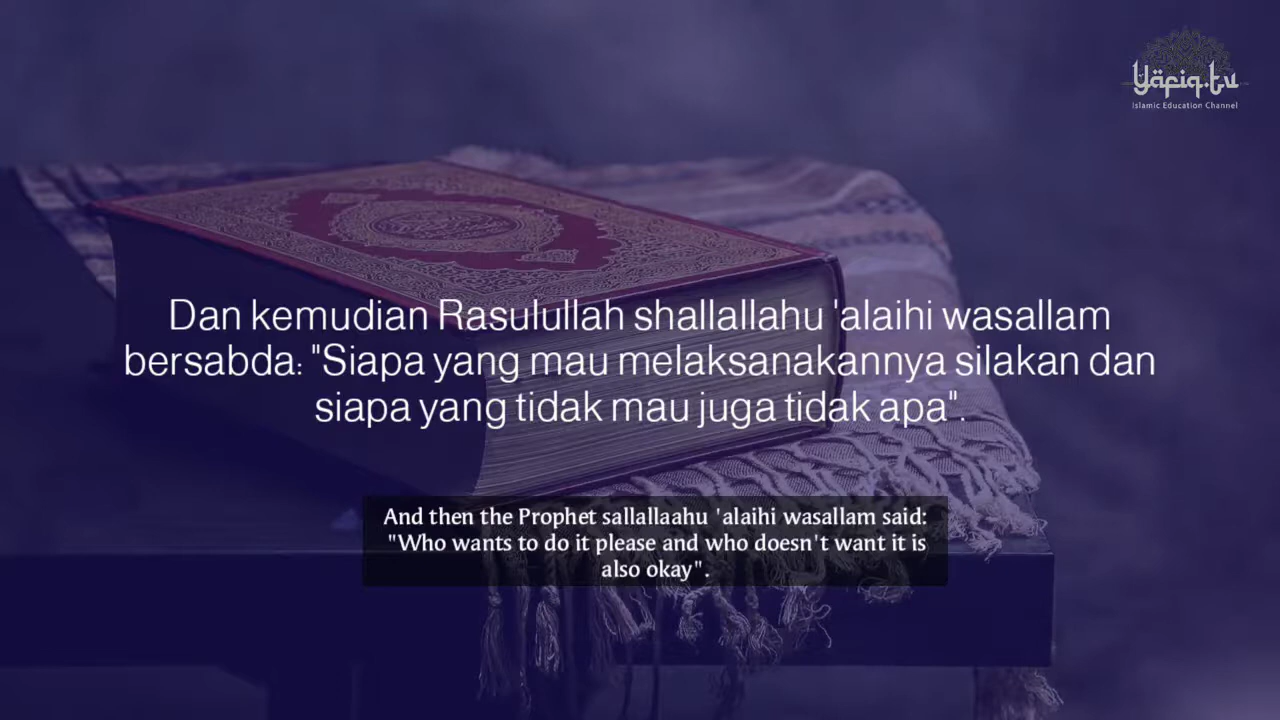 Yäfiq.tv
Islamic Education Channel
Dan kemudian Rasulullah shallallahu 'alaihi wasallam
bersabda: "Siapa yang mau melaksanakannya silakan dan
siapa yang tidak mau juga tidak apa".
And then the Prophet sallallaahu 'alaihi wasallam said:
"Who wants to do it please and who doesn't want it is
also okay".